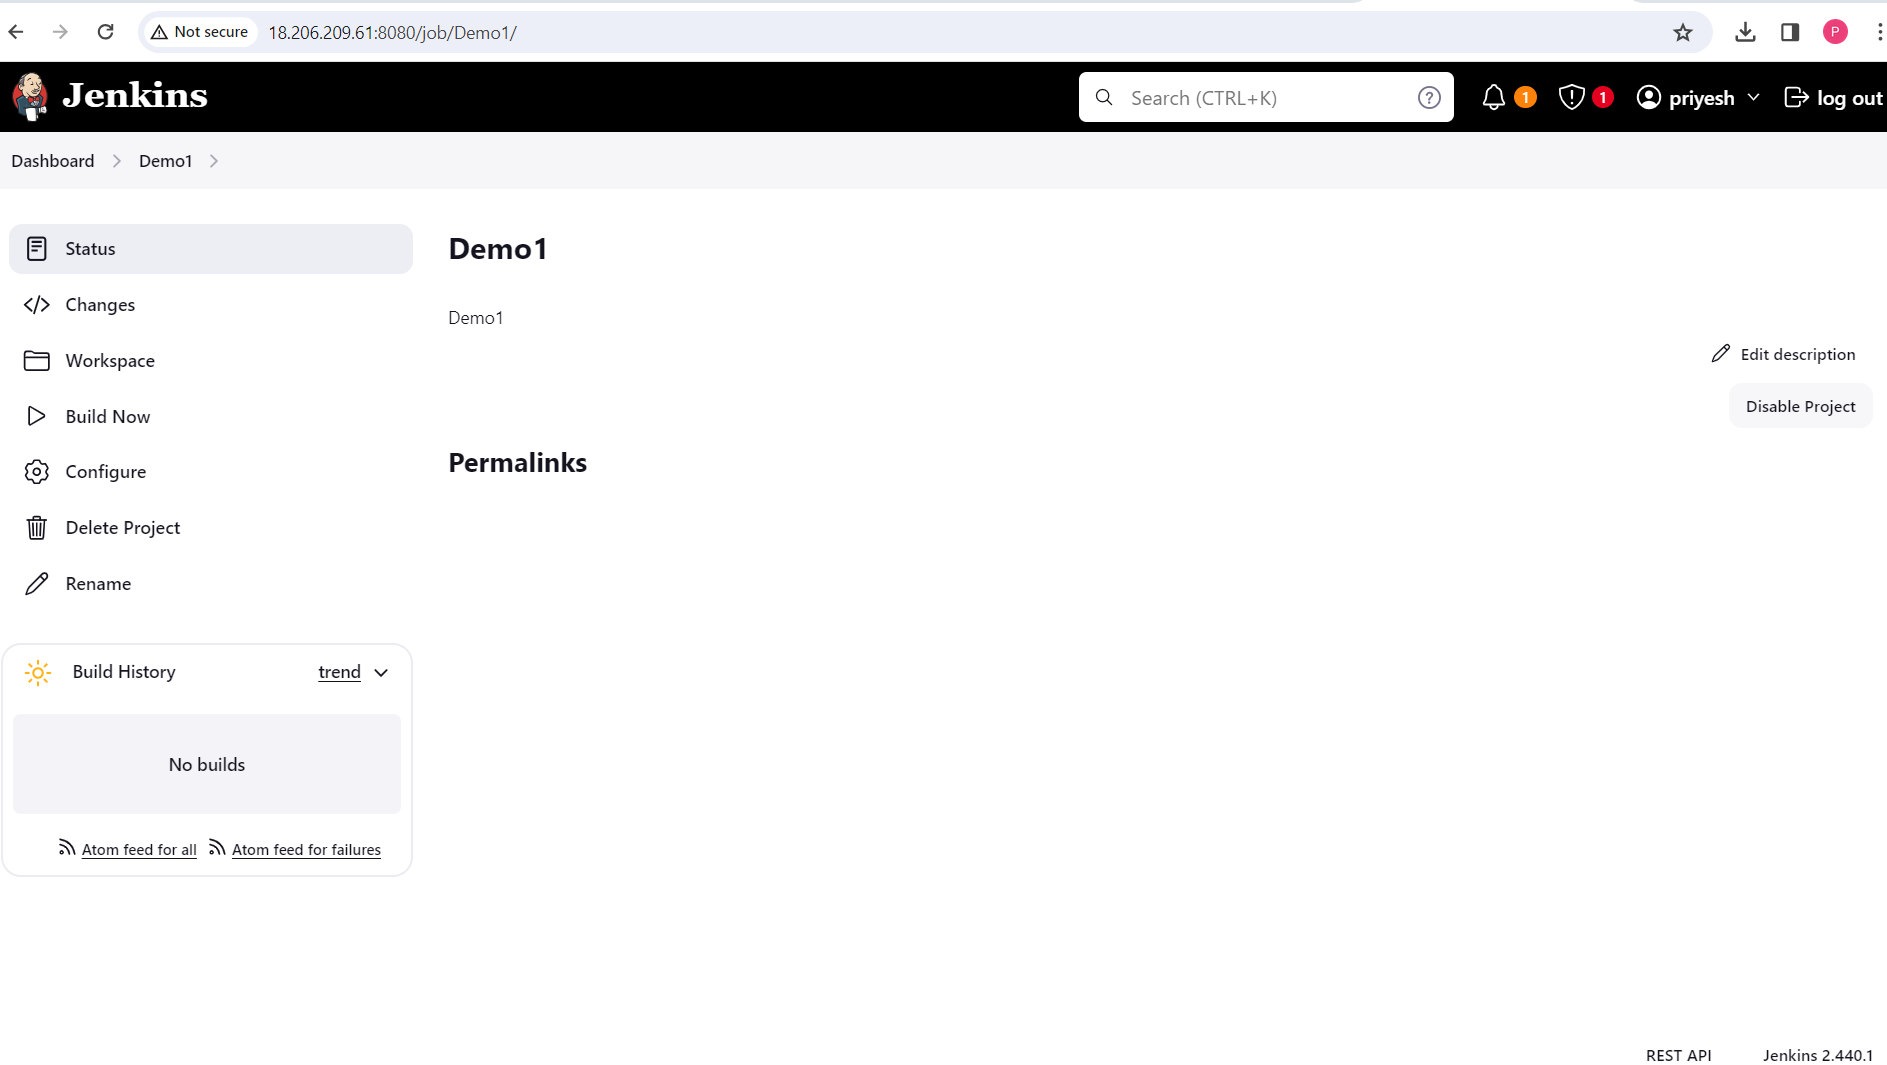 Not secure 18.206.209.61:8080/job/Demo1/ P
Jenkins Search (CTRL+K) ? 1 1 priyesh log out
Dashboard Demo1
Status
Changes
Workspace
Build Now
Configure
Delete Project
Rename
Demo1
Demo1
Edit description
Disable Project
Permalinks
Build History trend
No builds
Atom feed for all Atom feed for failures
REST API Jenkins 2.440.1